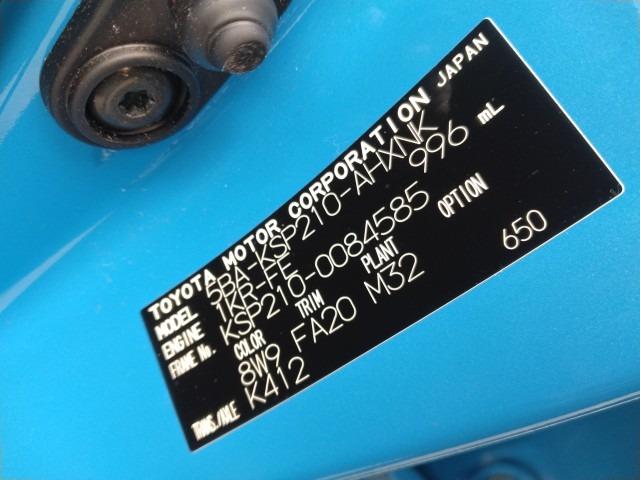 TOYOTA MOTOR CORPORATION JAPAN
MODEL 5BA-KSP210-AHXNK
ENGINE 1KR-FE 996 mL
FRAME No. KSP210-0084585
COLOR TRIM PLANT OPTION
8W9 FA20 M32 650
TRANS./AXLE K412